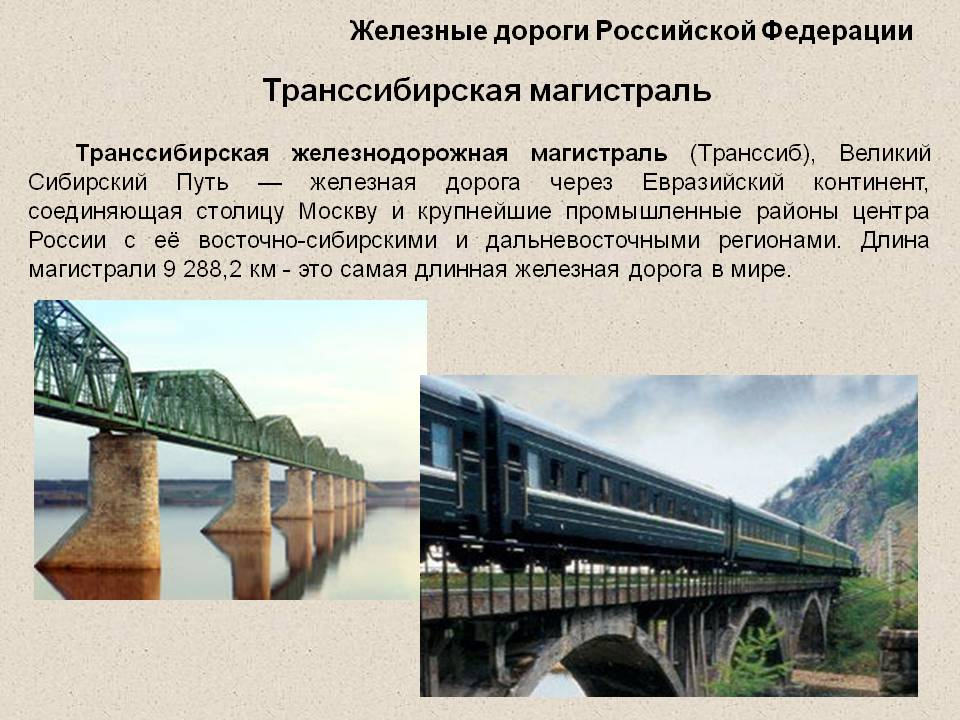 Железные дороги Российской Федерации
Транссибирская магистраль
Транссибирская железнодорожная магистраль (Транссиб), Великий
Сибирский Путь — железная дорога через Евразийский континент,
соединяющая столицу Москву и крупнейшие промышленные районы центра
России с её восточно-сибирскими и дальневосточными регионами. Длина
магистрали 9 288,2 км - это самая длинная железная дорога в мире.